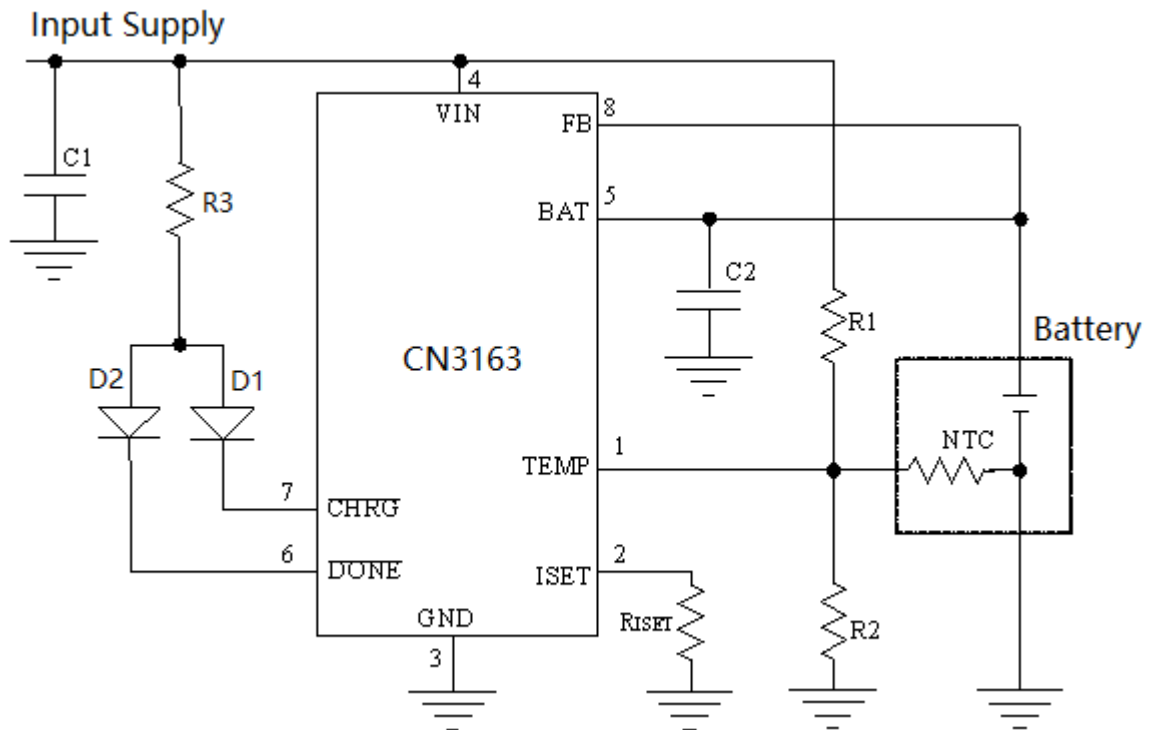 Input Supply
4
VIN
8
FB
C1
R3
5
BAT
C2
R1
Battery
CN3163
D2
D1
NTC
1
TEMP
7
CHRG
6
DONE
2
ISET
RISET
R2
GND
3